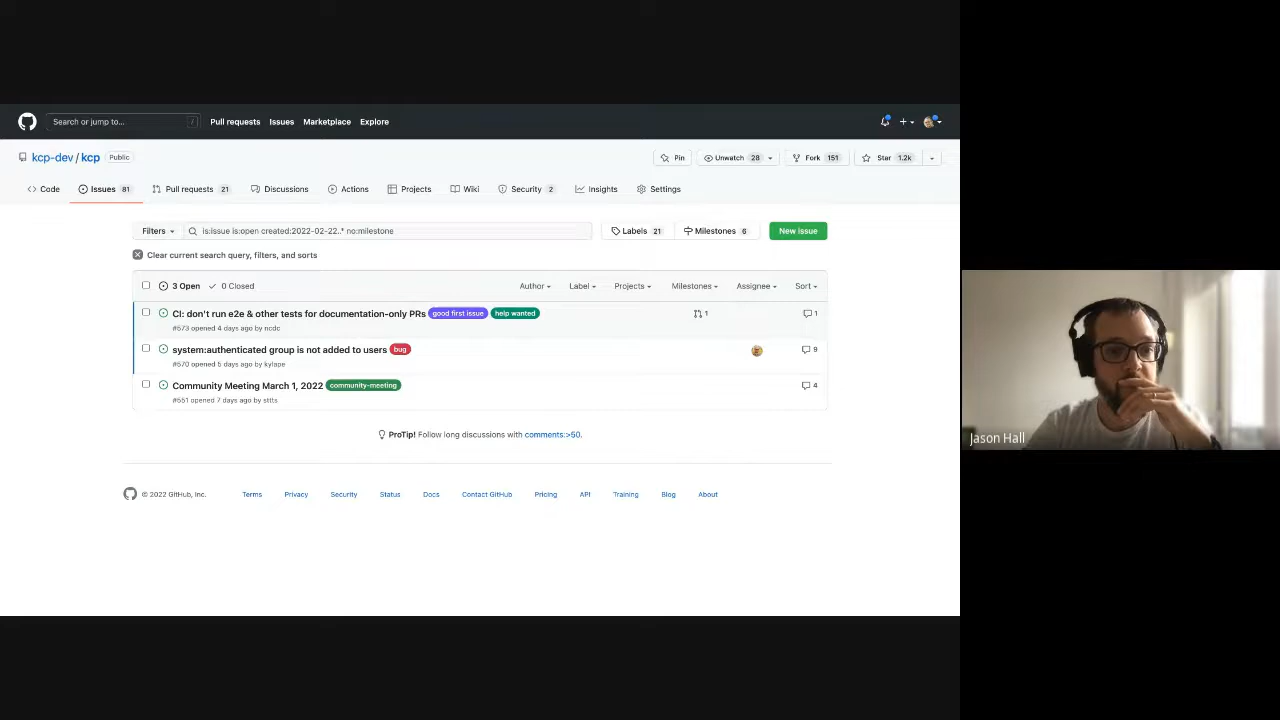 Search or jump to... /
Pull requests Issues Marketplace Explore
kcp-dev / kcp Public
Pin Unwatch 28 Fork 151 Star 1.2k
Code Issues 81 Pull requests 21 Discussions Actions Projects Wiki Security 2 Insights Settings
Filters is:issue is:open created:2022-02-22..* no:milestone Labels 21 Milestones 6 New issue
Clear current search query, filters, and sorts
3 Open 0 Closed Author Label Projects Milestones Assignee Sort
CI: don't run e2e & other tests for documentation-only PRs good first issue help wanted 1 1
#573 opened 4 days ago by ncdc
system:authenticated group is not added to users bug 9
#570 opened 5 days ago by kylape
Community Meeting March 1, 2022 community-meeting 4
#551 opened 7 days ago by sttts
ProTip! Follow long discussions with comments:>50.
© 2022 GitHub, Inc. Terms Privacy Security Status Docs Contact GitHub Pricing API Training Blog About
Jason Hall